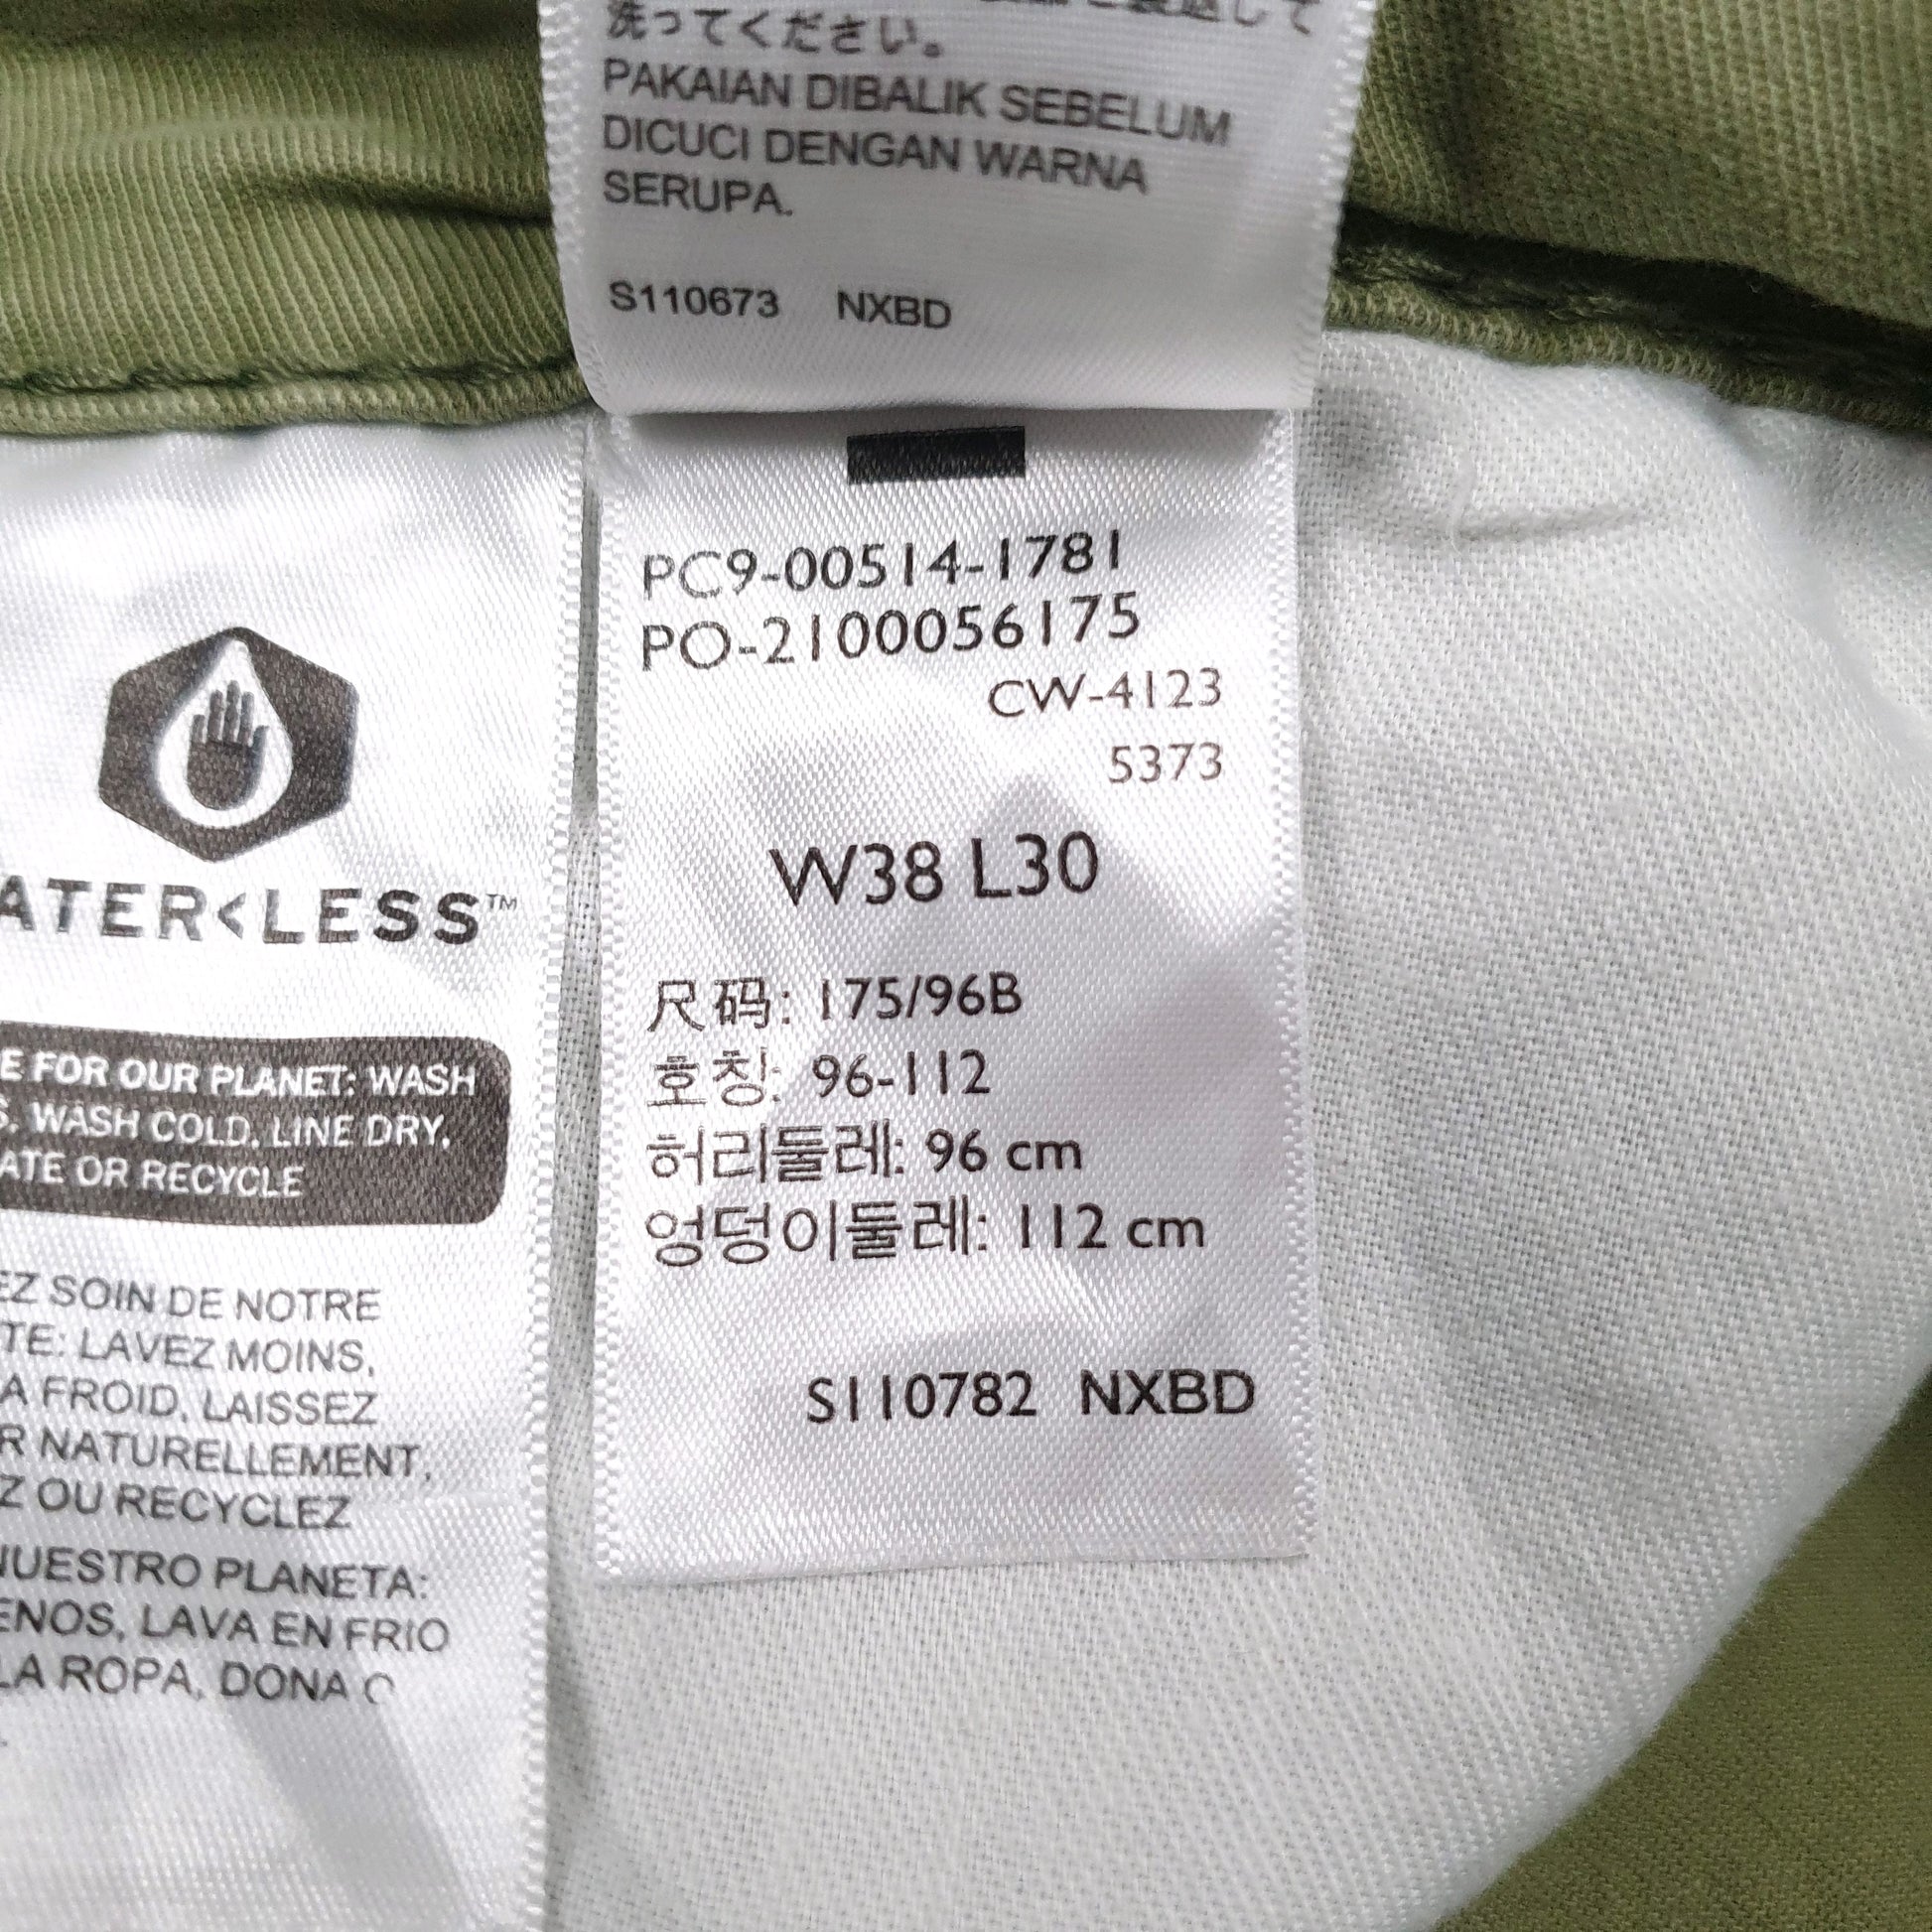 洗ってください。
PAKAIAN DIBALIK SEBELUM
DICUCI DENGAN WARNA
SERUPA.
S110673 NXBD
PC9-00514-1781
PO-2100056175
CW-4123
5373
W38 L30
尺码: 175/96B
호칭: 96-112
허리둘레: 96 cm
엉덩이둘레: 112 cm
S110782 NXBD
ATER<LESS™
E FOR OUR PLANET: WASH
S, WASH COLD, LINE DRY,
ATE OR RECYCLE
EZ SOIN DE NOTRE
TE: LAVEZ MOINS,
A FROID, LAISSEZ
R NATURELLEMENT,
Z OU RECYCLEZ
NUESTRO PLANETA:
ENOS, LAVA EN FRIO
LA ROPA, DONA O